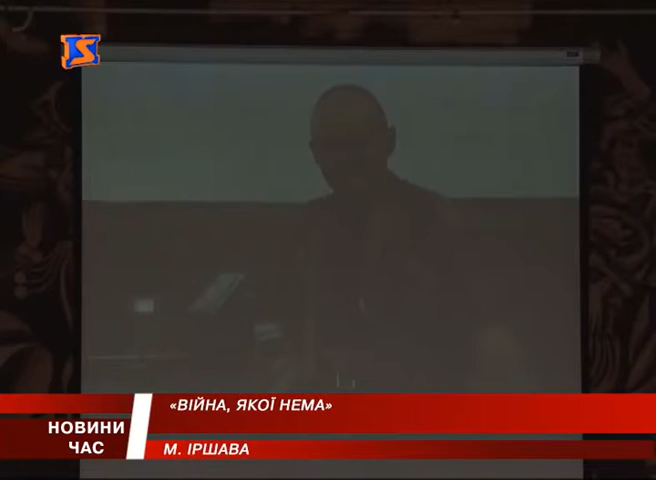 «ВІЙНА, ЯКОЇ НЕМА»
НОВИНИ
ЧАС
М. ІРШАВА